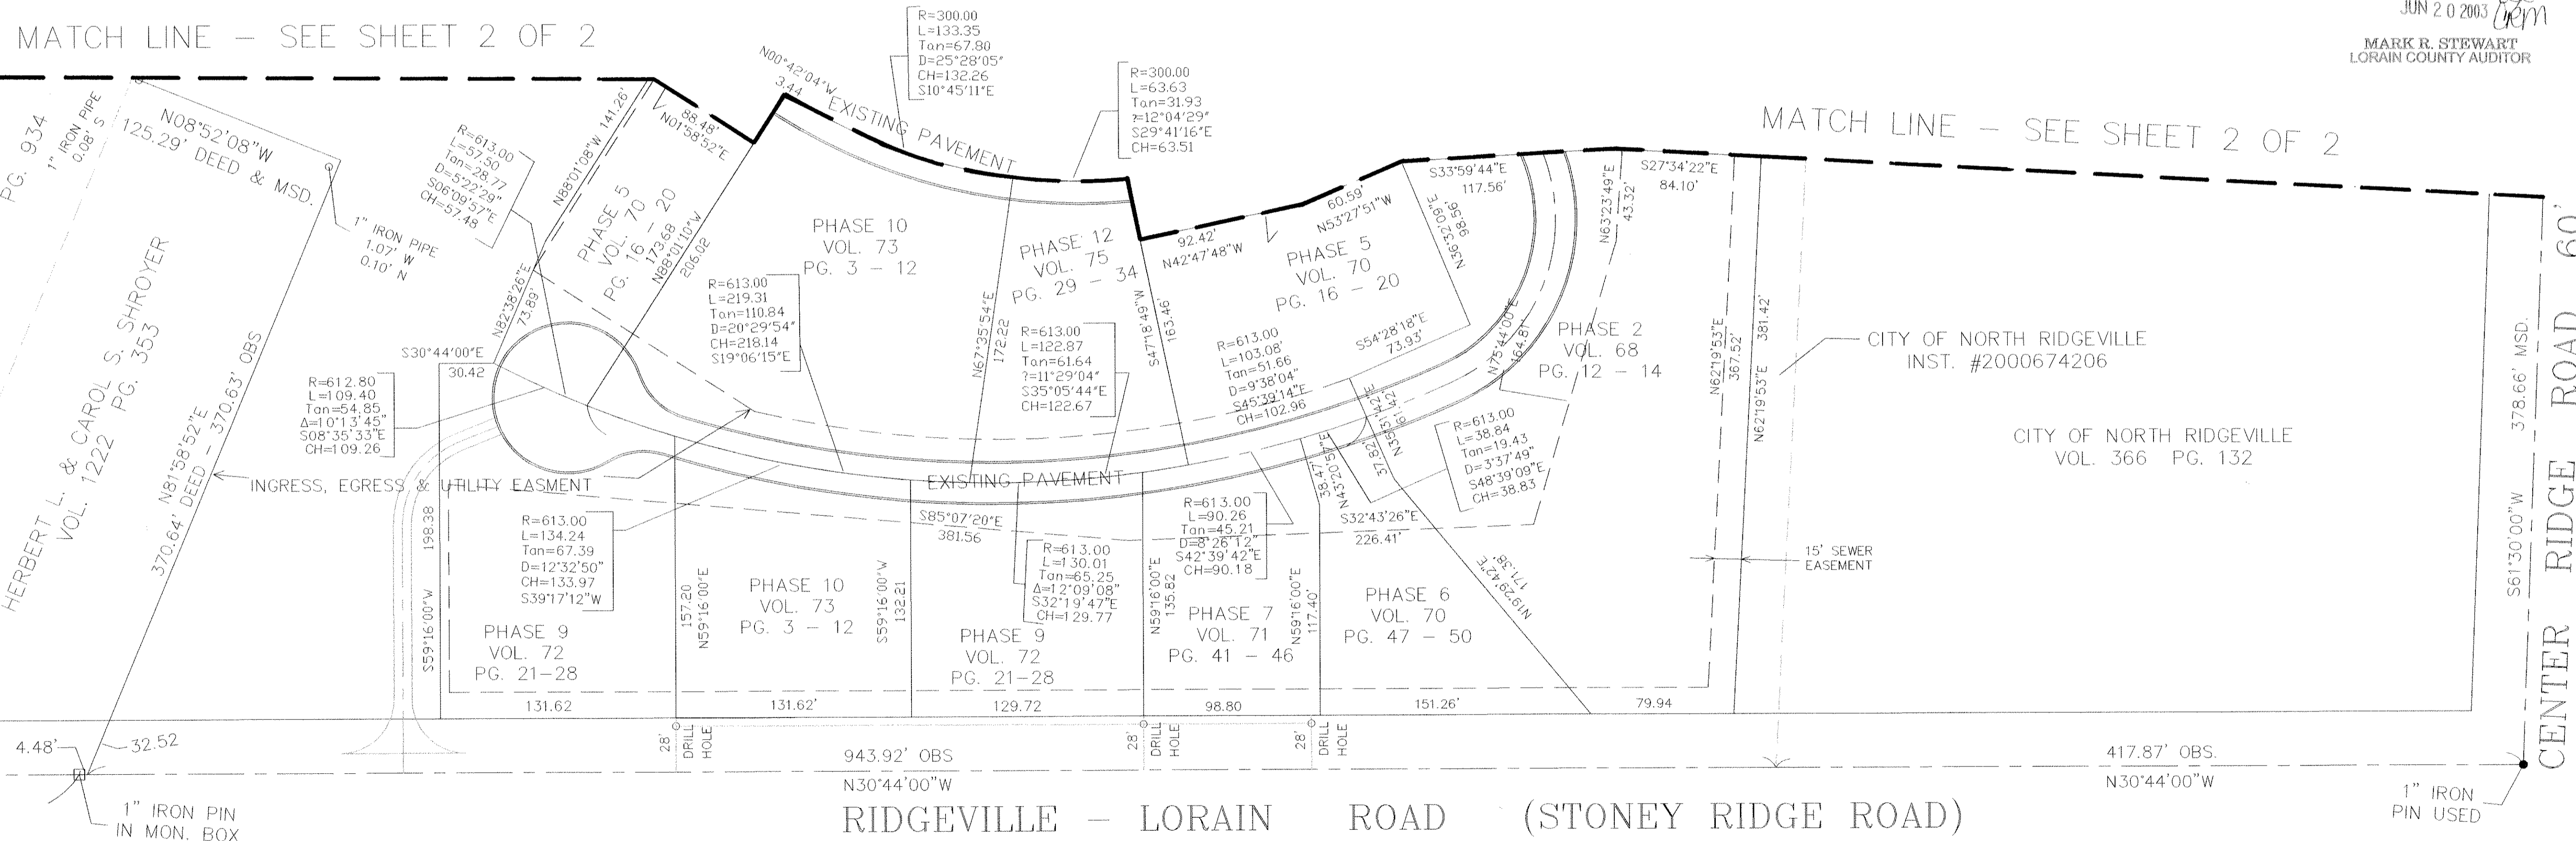 MATCH LINE – SEE SHEET 2 OF 2
JUN 20 2003
MARK R. STEWART
LORAIN COUNTY AUDITOR
R=300.00
L=133.35
Tan=67.80
D=25°28'05"
CH=132.26
S10°45'11"E
N00°42'04"W
3.44
EXISTING PAVEMENT
R=300.00
L=63.63
Tan=31.93
?=12°04'29"
S29°41'16"E
CH=63.51
MATCH LINE – SEE SHEET 2 OF 2
PG. 934
1" IRON PIPE
0.08' S
N08°52'08"W
125.29' DEED & MSD.
1" IRON PIPE
1.07' W
0.10' N
R=613.00
L=57.50
Tan=28.77
D=5°22'29"
S06°09'57"E
CH=57.48
N88°01'08"W 141.26'
88.48'
N01°58'52"E
PHASE 5
VOL. 70
PG. 16 – 20
173.68
N88°01'10"W
206.02
N82°38'26"E
73.89'
PHASE 10
VOL. 73
PG. 3 – 12
R=613.00
L=219.31
Tan=110.84
D=20°29'54"
CH=218.14
S19°06'15"E
PHASE 12
VOL. 75
PG. 29 – 34
N67°35'54"E
172.22
R=613.00
L=122.87
Tan=61.64
?=11°29'04"
S35°05'44"E
CH=122.67
S47°18'49"W
163.46'
92.42'
N42°47'48"W
60.59'
N53°27'51"W
PHASE 5
VOL. 70
PG. 16 – 20
S33°59'44"E
117.56'
N36°32'09"E
98.56'
S54°28'18"E
73.93'
R=613.00
L=103.08'
Tan=51.66
D=9°38'04"
S45°39'14"E
CH=102.96
N75°44'00"E
164.81'
N63°23'49"E
43.32'
S27°34'22"E
84.10'
PHASE 2
VOL. 68
PG. 12 – 14
N62°19'53"E
367.52'
N62°19'53"E 381.42'
CITY OF NORTH RIDGEVILLE
INST. #2000674206
CITY OF NORTH RIDGEVILLE
VOL. 366 PG. 132
S61°30'00"W 378.66' MSD.
CENTER RIDGE ROAD 60'
HERBERT L. & CAROL S. SHROYER
VOL. 1222 PG. 353
N81°58'52"E
370.64' DEED – 370.63' OBS
S30°44'00"E
30.42
R=612.80
L=109.40
Tan=54.85
Δ=10°13'45"
S08°35'33"E
CH=109.26
INGRESS, EGRESS & UTILITY EASMENT
EXISTING PAVEMENT
S85°07'20"E
381.56
N35°31'42"E
61.42'
37.82'
38.47'
N43°20'57"E
R=613.00
L=38.84
Tan=19.43
D=3°37'49"
S48°39'09"E
CH=38.83
S32°43'26"E
226.41'
N19°29'42"E
171.38'
15' SEWER
EASEMENT
S59°16'00"W 198.38
R=613.00
L=134.24
Tan=67.39
D=12°32'50"
CH=133.97
S39°17'12"W
PHASE 9
VOL. 72
PG. 21–28
157.20
N59°16'00"E
PHASE 10
VOL. 73
PG. 3 – 12
S59°16'00"W
132.21
R=613.00
L=130.01
Tan=65.25
Δ=12°09'08"
S32°19'47"E
CH=129.77
PHASE 9
VOL. 72
PG. 21–28
N59°16'00"E
135.82
R=613.00
L=90.26
Tan=45.21
D=8°26'12"
S42°39'42"E
CH=90.18
PHASE 7
VOL. 71
PG. 41 – 46
N59°16'00"E
117.40'
PHASE 6
VOL. 70
PG. 47 – 50
131.62
131.62'
129.72
98.80
151.26'
79.94
28'
DRILL
HOLE
28'
DRILL
HOLE
28'
DRILL
HOLE
4.48'
32.52
943.92' OBS
N30°44'00"W
417.87' OBS.
N30°44'00"W
1" IRON PIN
IN MON. BOX
RIDGEVILLE – LORAIN ROAD (STONEY RIDGE ROAD)
1" IRON
PIN USED